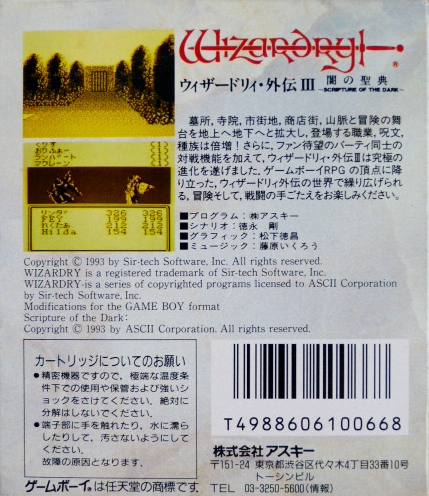 Wizardry
®
ウィザードリィ・外伝Ⅲ 闇の聖典
~SCRIPTURE OF THE DARK~
墓所，寺院，市街地，商店街，山脈と冒険の舞
台を地上へ地下へと拡大し，登場する職業，呪文，
種族は倍増！さらに，ファン待望のパーティ同士の
対戦機能を加えて，ウィザードリィ・外伝Ⅲは究極の
進化を遂げました。ゲームボーイRPGの頂点に降
り立った，ウィザードリィ外伝の世界で繰り広げられ
る，冒険そして，戦闘の手ごたえをお楽しみください。
■プログラム：㈱アスキー
■シナリオ：徳永 剛
■グラフィック：松下徳昌
■ミュージック：藤原いくろう
326 326
199 199
212 212
Hilda 154 154
Copyright © 1993 by Sir-tech Software, Inc. All rights reserved.
WIZARDRY is a registered trademark of Sir-tech Software, Inc.
WIZARDRY is a series of copyrighted programs licensed to ASCII Corporation
by Sir-tech Software, Inc.
Modifications for the GAME BOY format
Scripture of the Dark:
Copyright © 1993 by ASCII Corporation. All rights reserved.
カートリッジについてのお願い
●精密機器ですので，極端な温度条
件下での使用や保管および強いシ
ョックをさけてください。絶対に
分解はしないでください。
●端子部に手を触れたり，水に濡ら
したりして，汚さないようにして
ください。
故障の原因となります。
T4988606100668
株式会社アスキー
〒151-24 東京都渋谷区代々木4丁目33番10
トーシンビル
TEL 03-3250-5600(情報)
ゲームボーイ®は任天堂の商標です。